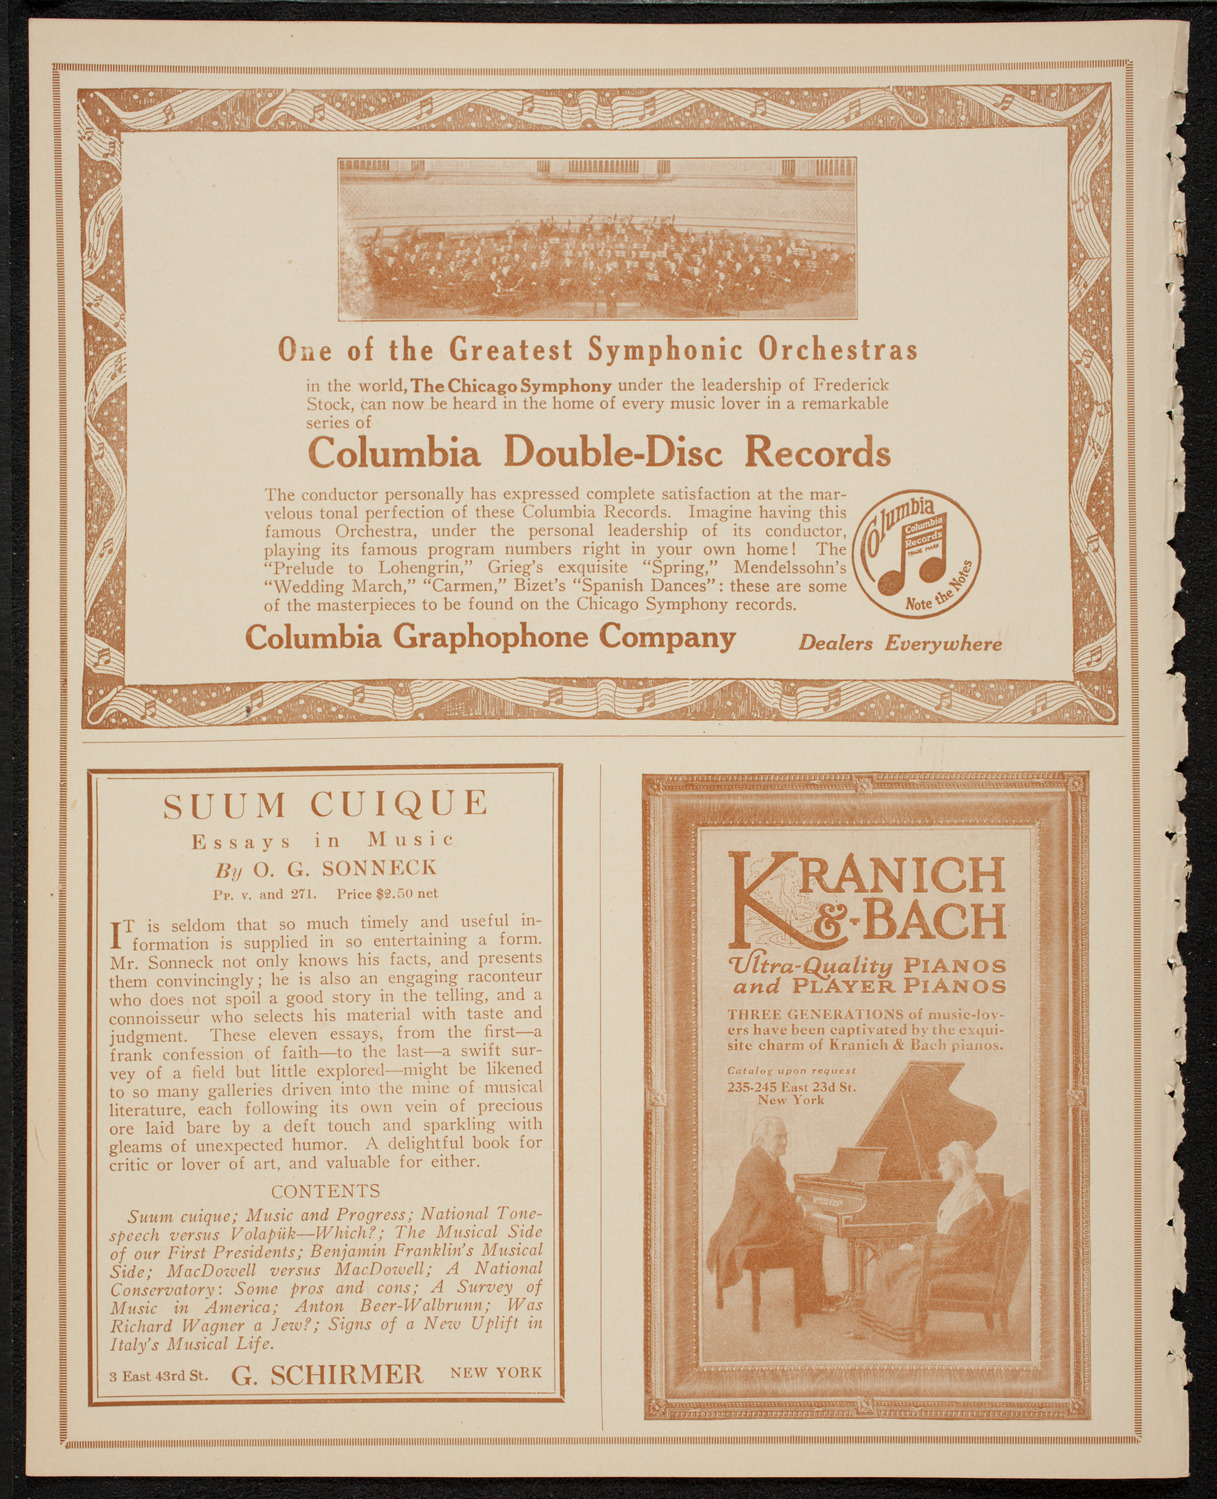 One of the Greatest Symphonic Orchestras
in the world, The Chicago Symphony under the leadership of Frederick
Stock, can now be heard in the home of every music lover in a remarkable
series of
Columbia Double-Disc Records
The conductor personally has expressed complete satisfaction at the mar-
velous tonal perfection of these Columbia Records. Imagine having this
famous Orchestra, under the personal leadership of its conductor,
playing its famous program numbers right in your own home! The
“Prelude to Lohengrin,” Grieg’s exquisite “Spring,” Mendelssohn’s
“Wedding March,” “Carmen,” Bizet’s “Spanish Dances”: these are some
of the masterpieces to be found on the Chicago Symphony records.
Columbia
Columbia
Records
TRADE MARK
Note the Notes
Columbia Graphophone Company Dealers Everywhere
SUUM CUIQUE
Essays in Music
By O. G. SONNECK
Pp. v. and 271. Price $2.50 net
IT is seldom that so much timely and useful in-
formation is supplied in so entertaining a form.
Mr. Sonneck not only knows his facts, and presents
them convincingly; he is also an engaging raconteur
who does not spoil a good story in the telling, and a
connoisseur who selects his material with taste and
judgment. These eleven essays, from the first—a
frank confession of faith—to the last—a swift sur-
vey of a field but little explored—might be likened
to so many galleries driven into the mine of musical
literature, each following its own vein of precious
ore laid bare by a deft touch and sparkling with
gleams of unexpected humor. A delightful book for
critic or lover of art, and valuable for either.
CONTENTS
Suum cuique; Music and Progress; National Tone-
speech versus Volapük—Which?; The Musical Side
of our First Presidents; Benjamin Franklin’s Musical
Side; MacDowell versus MacDowell; A National
Conservatory: Some pros and cons; A Survey of
Music in America; Anton Beer-Walbrunn; Was
Richard Wagner a Jew?; Signs of a New Uplift in
Italy’s Musical Life.
3 East 43rd St. G. SCHIRMER NEW YORK
KRANICH
&-BACH
Ultra-Quality PIANOS
and PLAYER PIANOS
THREE GENERATIONS of music-lov-
ers have been captivated by the exqui-
site charm of Kranich & Bach pianos.
Catalog upon request
235-245 East 23d St.
New York